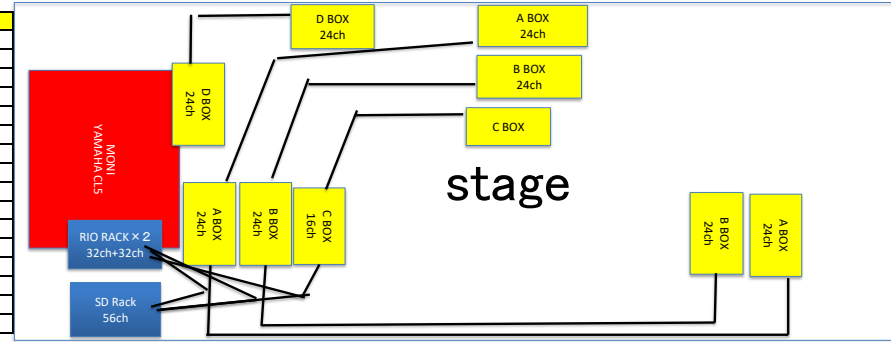 D BOX
24ch
A BOX
24ch
B BOX
24ch
C BOX
D BOX
24ch
MONI
YAMAHA CL5
stage
A BOX
24ch
B BOX
24ch
C BOX
16ch
B BOX
24ch
A BOX
24ch
RIO RACK×2
32ch+32ch
SD Rack
56ch